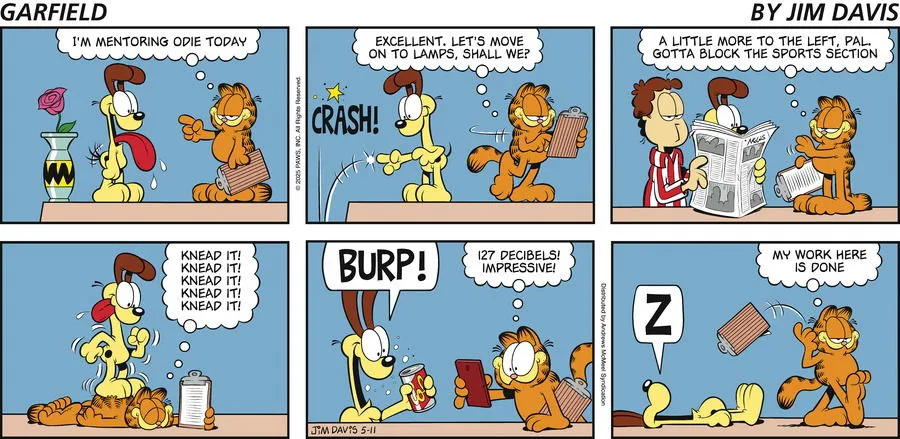 GARFIELD
BY JIM DAVIS
I'M MENTORING ODIE TODAY
© 2025 PAWS, INC. All Rights Reserved.
EXCELLENT. LET'S MOVE
ON TO LAMPS, SHALL WE?
CRASH!
A LITTLE MORE TO THE LEFT, PAL.
GOTTA BLOCK THE SPORTS SECTION
NEWS
KNEAD IT!
KNEAD IT!
KNEAD IT!
KNEAD IT!
KNEAD IT!
BURP!
127 DECIBELS!
IMPRESSIVE!
JIM DAVIS 5-11
Distributed by Andrews McMeel Syndication
MY WORK HERE
IS DONE
Z